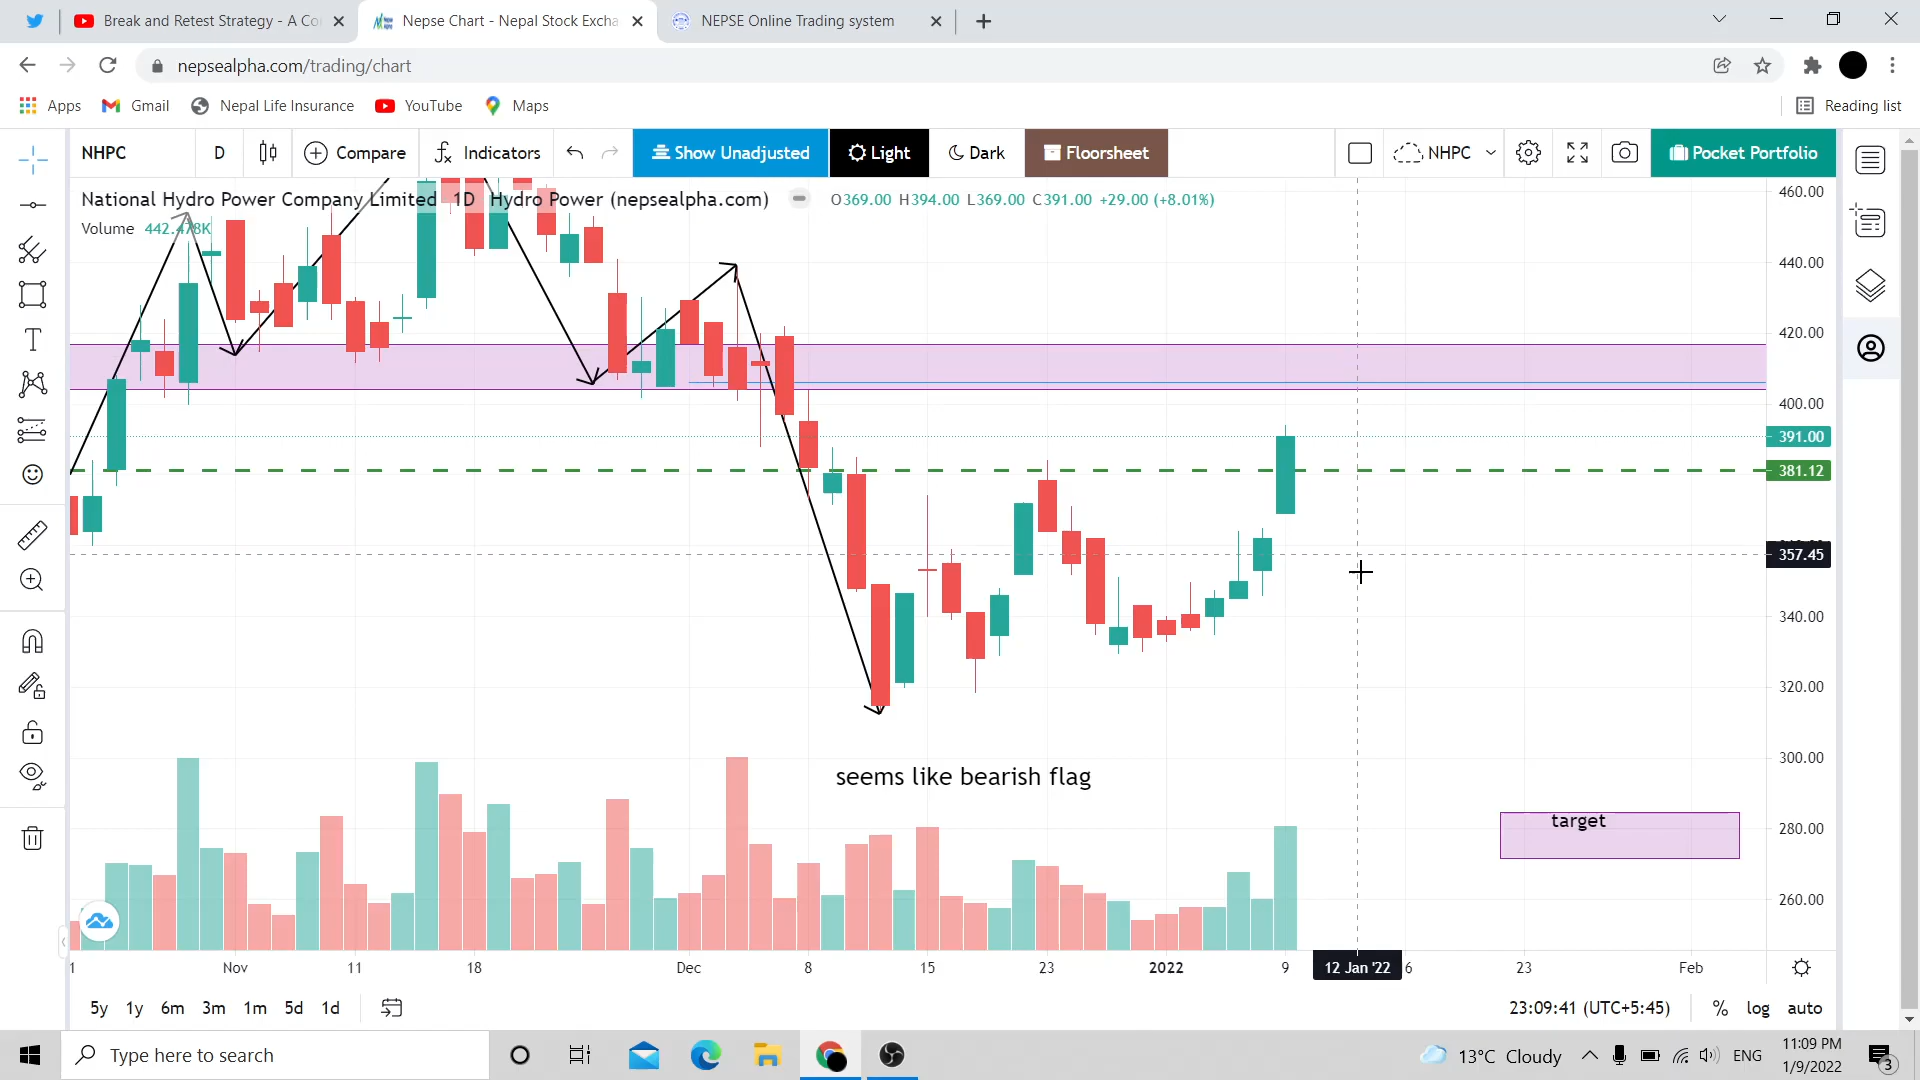 Break and Retest Strategy - A Co
Nepse Chart - Nepal Stock Excha
NEPSE Online Trading system
nepsealpha.com/trading/chart
Apps Gmail Nepal Life Insurance YouTube Maps Reading list
NHPC D Compare Indicators Show Unadjusted Light Dark Floorsheet NHPC Pocket Portfolio
National Hydro Power Company Limited 1D Hydro Power (nepsealpha.com) O369.00 H394.00 L369.00 C391.00 +29.00 (+8.01%)
Volume 442.478K
460.00
440.00
420.00
400.00
391.00
381.12
357.45
340.00
320.00
300.00
seems like bearish flag
target
280.00
260.00
1 Nov 11 18 Dec 8 15 23 2022 9 12 Jan '22 6 23 Feb
5y 1y 6m 3m 1m 5d 1d 23:09:41 (UTC+5:45) % log auto
Type here to search
13°C Cloudy ENG
11:09 PM
1/9/2022
3